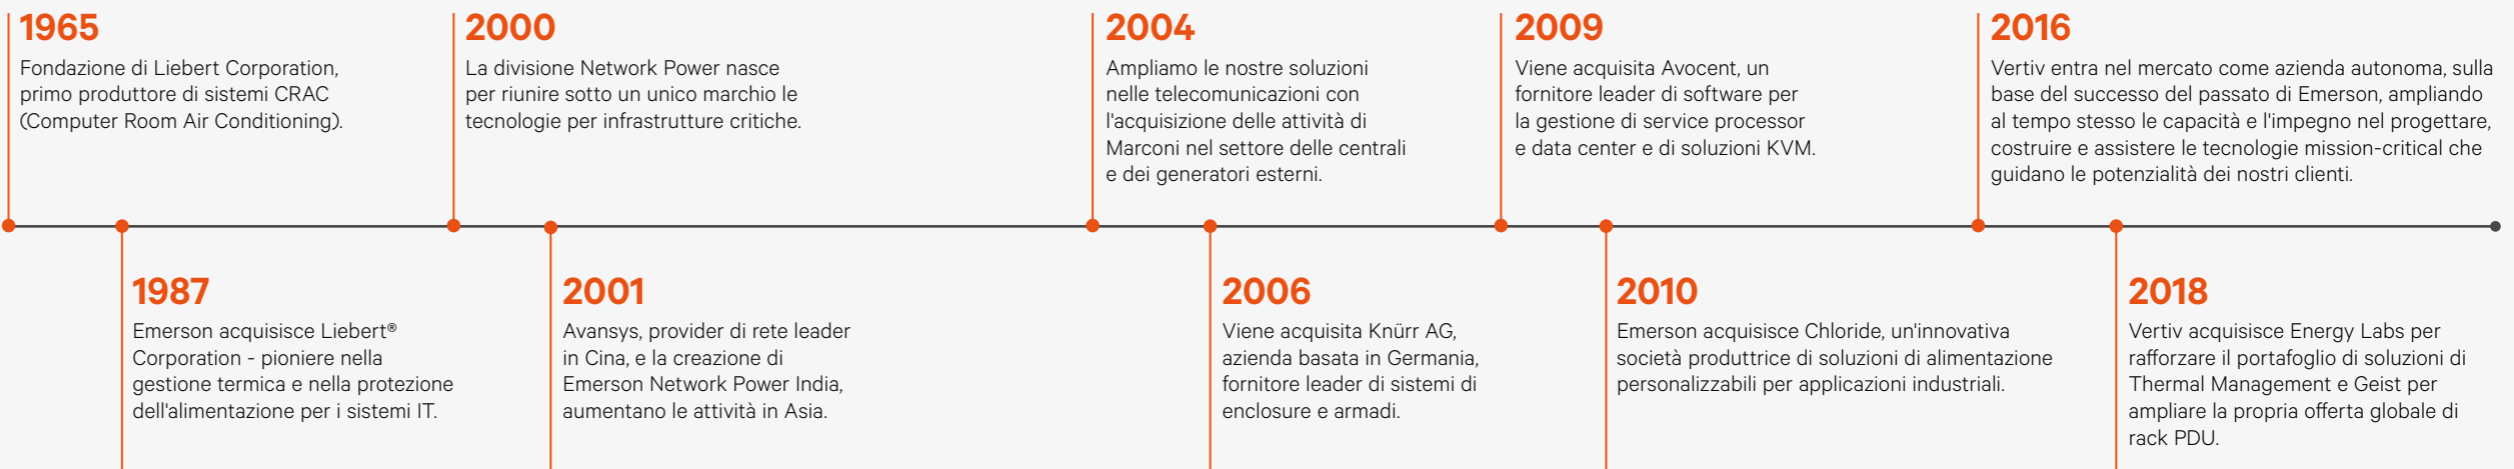 1965
Fondazione di Liebert Corporation,
primo produttore di sistemi CRAC
(Computer Room Air Conditioning).
1987
Emerson acquisisce Liebert®
Corporation - pioniere nella
gestione termica e nella protezione
dell'alimentazione per i sistemi IT.
2000
La divisione Network Power nasce
per riunire sotto un unico marchio le
tecnologie per infrastrutture critiche.
2001
Avansys, provider di rete leader
in Cina, e la creazione di
Emerson Network Power India,
aumentano le attività in Asia.
2004
Ampliamo le nostre soluzioni
nelle telecomunicazioni con
l'acquisizione delle attività di
Marconi nel settore delle centrali
e dei generatori esterni.
2006
Viene acquisita Knürr AG,
azienda basata in Germania,
fornitore leader di sistemi di
enclosure e armadi.
2009
Viene acquisita Avocent, un
fornitore leader di software per
la gestione di service processor
e data center e di soluzioni KVM.
2010
Emerson acquisisce Chloride, un'innovativa
società produttrice di soluzioni di alimentazione
personalizzabili per applicazioni industriali.
2016
Vertiv entra nel mercato come azienda autonoma, sulla
base del successo del passato di Emerson, ampliando
al tempo stesso le capacità e l'impegno nel progettare,
costruire e assistere le tecnologie mission-critical che
guidano le potenzialità dei nostri clienti.
2018
Vertiv acquisisce Energy Labs per
rafforzare il portafoglio di soluzioni di
Thermal Management e Geist per
ampliare la propria offerta globale di
rack PDU.